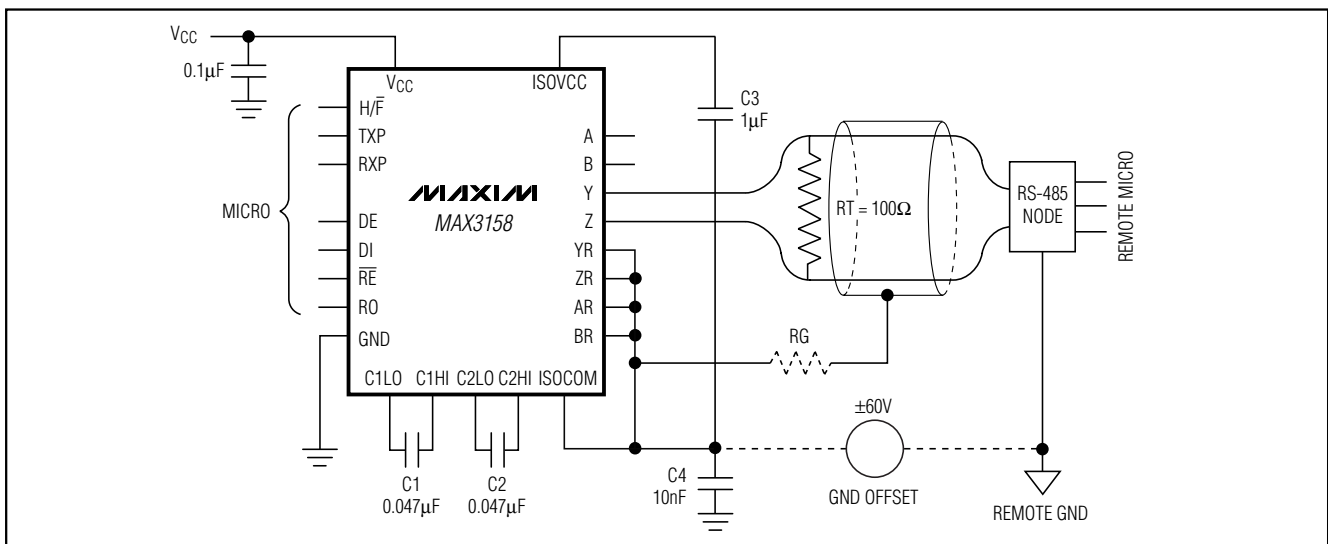 VCC
0.1µF
VCC
ISOVCC
H/F̅
TXP
RXP
MICRO
DE
DI
R̅E̅
RO
GND
MAXIM
MAX3158
A
B
Y
Z
YR
ZR
AR
BR
C1LO
C1HI
C2LO
C2HI
ISOCOM
C1
0.047µF
C2
0.047µF
C3
1µF
RT = 100Ω
RS-485
NODE
REMOTE MICRO
RG
±60V
GND OFFSET
C4
10nF
REMOTE GND